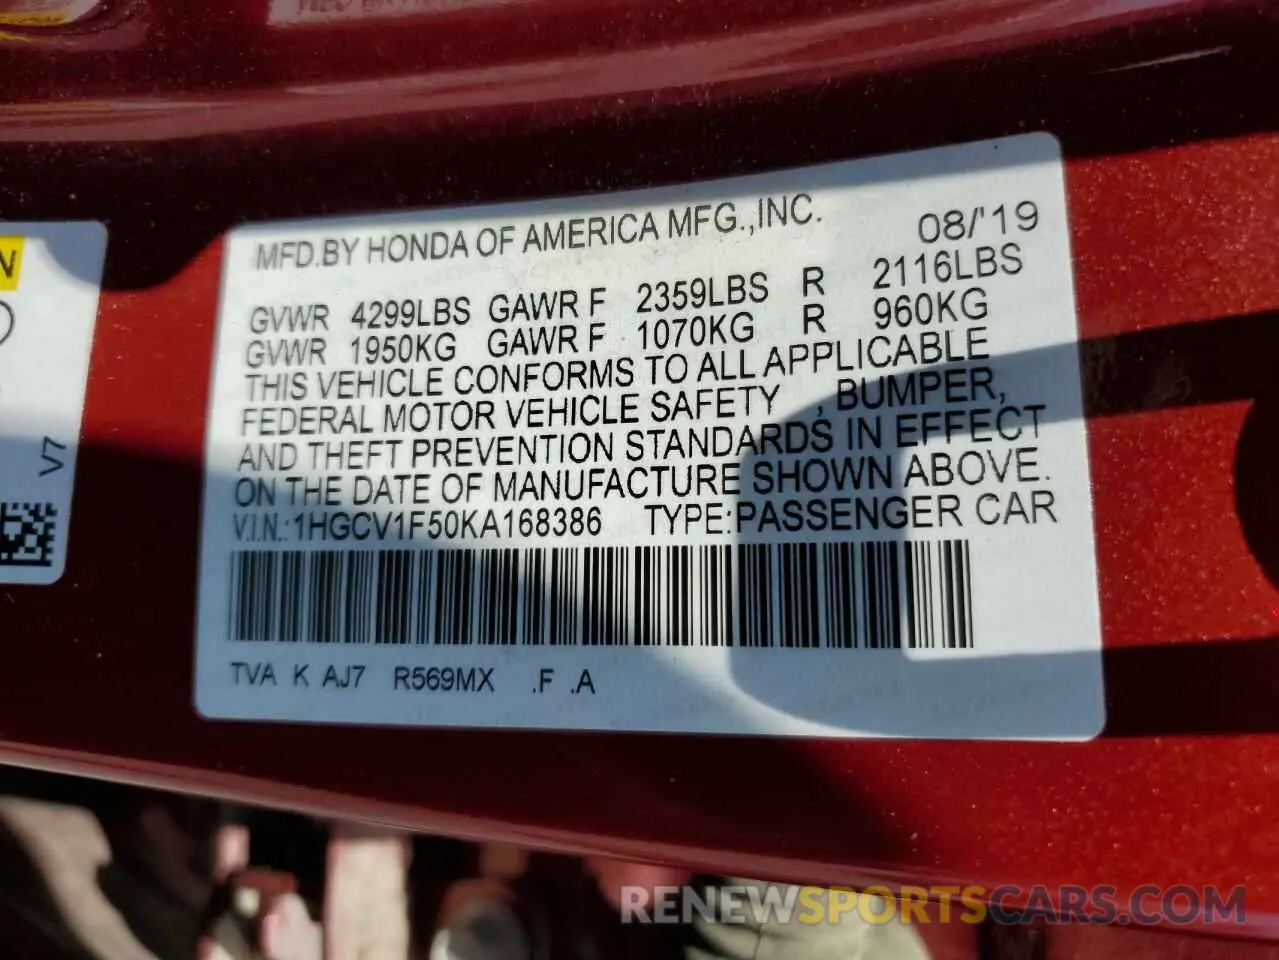 MFD.BY HONDA OF AMERICA MFG.,INC. 08/'19
GVWR 4299LBS GAWR F 2359LBS R 2116LBS
GVWR 1950KG GAWR F 1070KG R 960KG
THIS VEHICLE CONFORMS TO ALL APPLICABLE
FEDERAL MOTOR VEHICLE SAFETY , BUMPER,
AND THEFT PREVENTION STANDARDS IN EFFECT
ON THE DATE OF MANUFACTURE SHOWN ABOVE.
V.I.N.: 1HGCV1F50KA168386 TYPE:PASSENGER CAR
TVA K AJ7 R569MX .F .A
N
V7
RENEWSPORTSCARS.COM